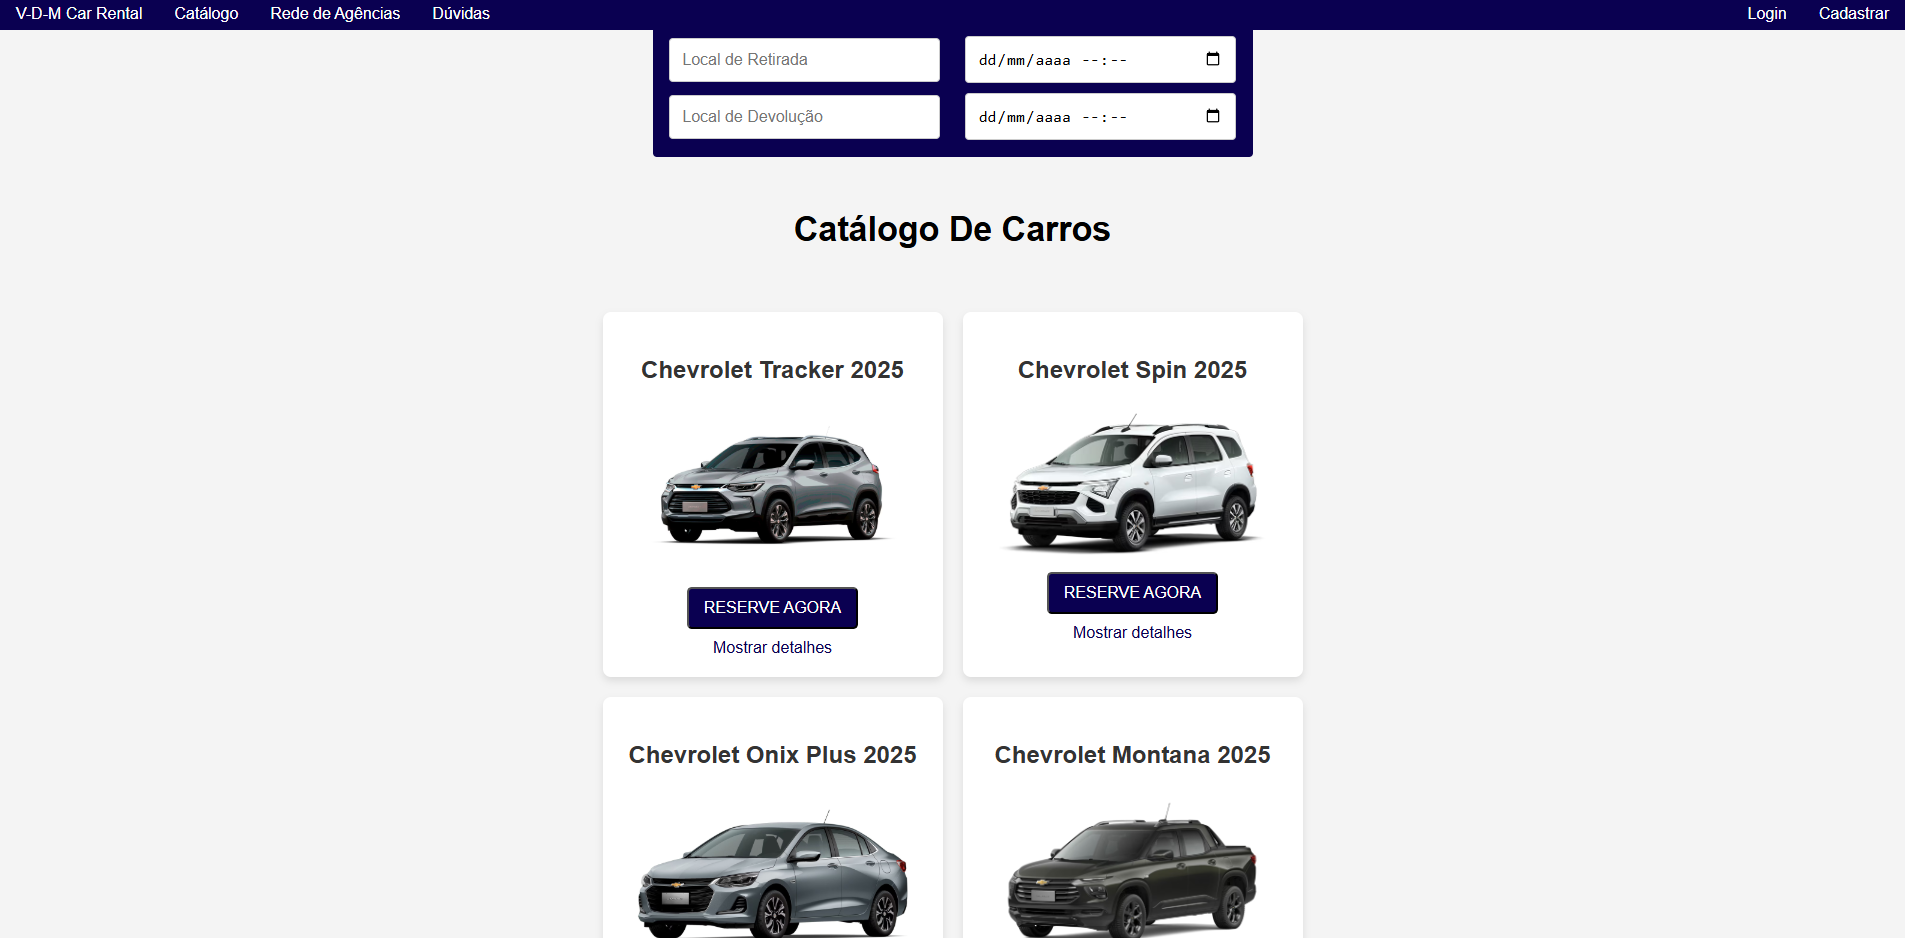 V-D-M Car Rental Catálogo Rede de Agências Dúvidas Login Cadastrar
Local de Retirada dd/mm/aaaa --:--
Local de Devolução dd/mm/aaaa --:--
Catálogo De Carros
Chevrolet Tracker 2025
RESERVE AGORA
Mostrar detalhes
Chevrolet Spin 2025
RESERVE AGORA
Mostrar detalhes
Chevrolet Onix Plus 2025
Chevrolet Montana 2025